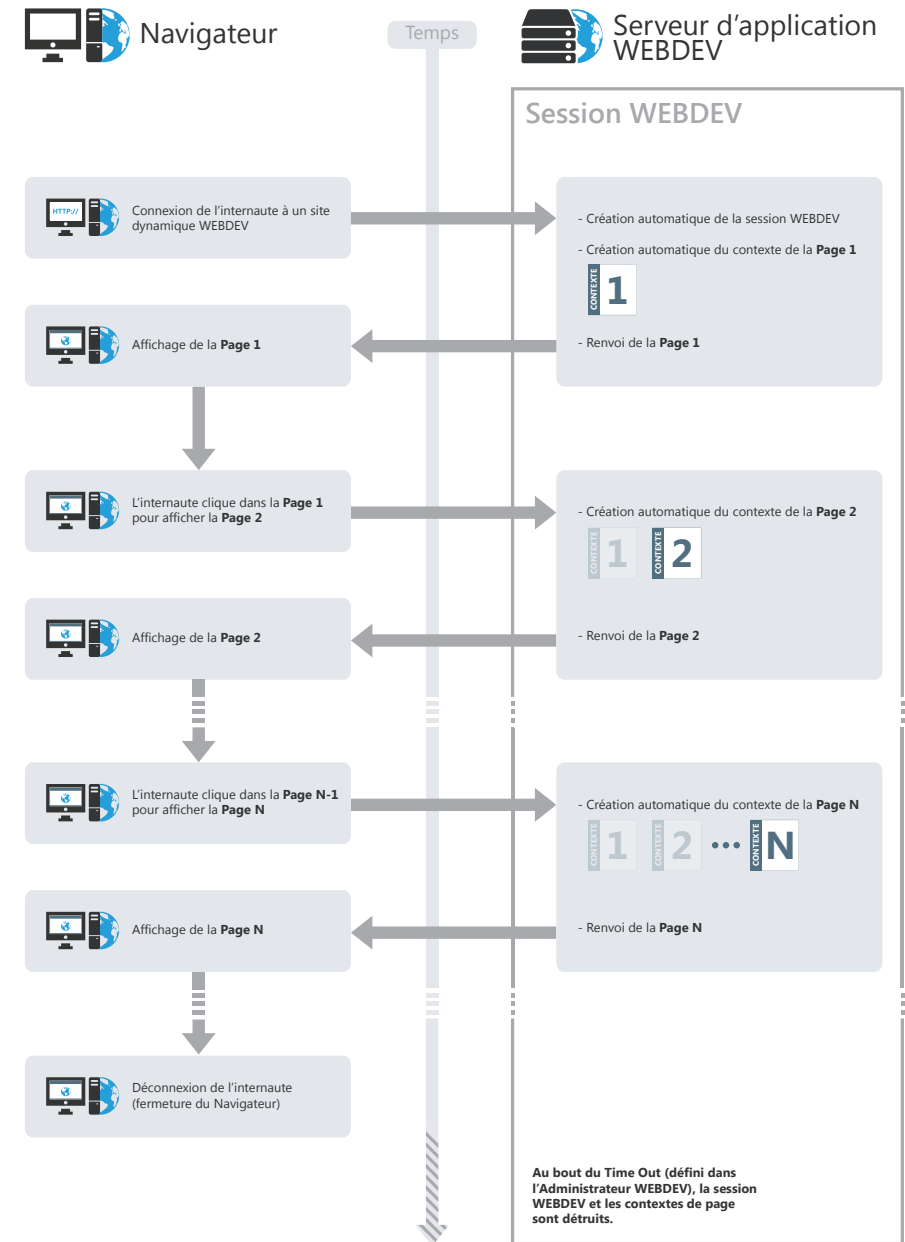 Navigateur
Temps
Serveur d'application
WEBDEV
Session WEBDEV
HTTP://
Connexion de l'internaute à un site
dynamique WEBDEV
- Création automatique de la session WEBDEV
- Création automatique du contexte de la Page 1
CONTEXTE 1
Affichage de la Page 1
- Renvoi de la Page 1
L'internaute clique dans la Page 1
pour afficher la Page 2
- Création automatique du contexte de la Page 2
CONTEXTE 1 CONTEXTE 2
Affichage de la Page 2
- Renvoi de la Page 2
L'internaute clique dans la Page N-1
pour afficher la Page N
- Création automatique du contexte de la Page N
CONTEXTE 1 CONTEXTE 2 ••• CONTEXTE N
Affichage de la Page N
- Renvoi de la Page N
Déconnexion de l'internaute
(fermeture du Navigateur)
Au bout du Time Out (défini dans
l'Administrateur WEBDEV), la session
WEBDEV et les contextes de page
sont détruits.